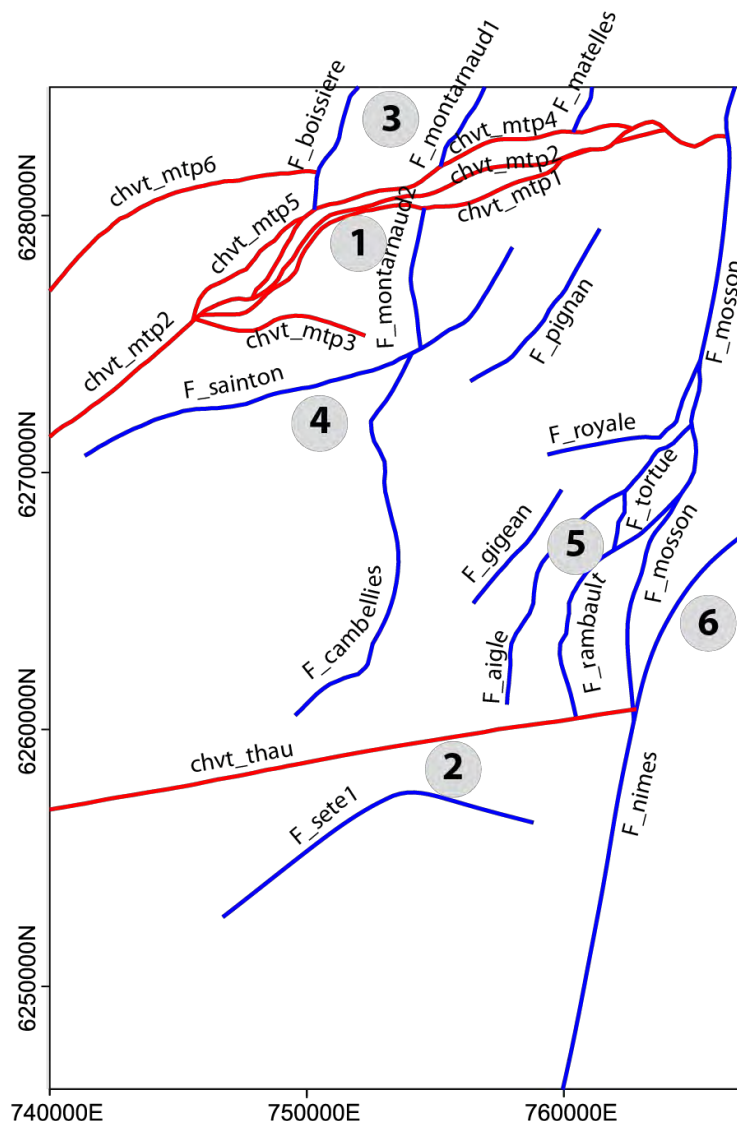 F_boissiere
3
F_montarnaud1
F_matelles
chvt_mtp4
chvt_mtp6
chvt_mtp2
chvt_mtp1
6280000N
chvt_mtp5
1
F_montarnaud2
F_mosson
F_pignan
chvt_mtp2
chvt_mtp3
F_sainton
4
F_royale
6270000N
F_tortue
F_gigean
5
F_mosson
F_cambellies
F_rambault
6
F_aigle
6260000N
chvt_thau
2
F_sete1
F_nimes
6250000N
740000E
750000E
760000E